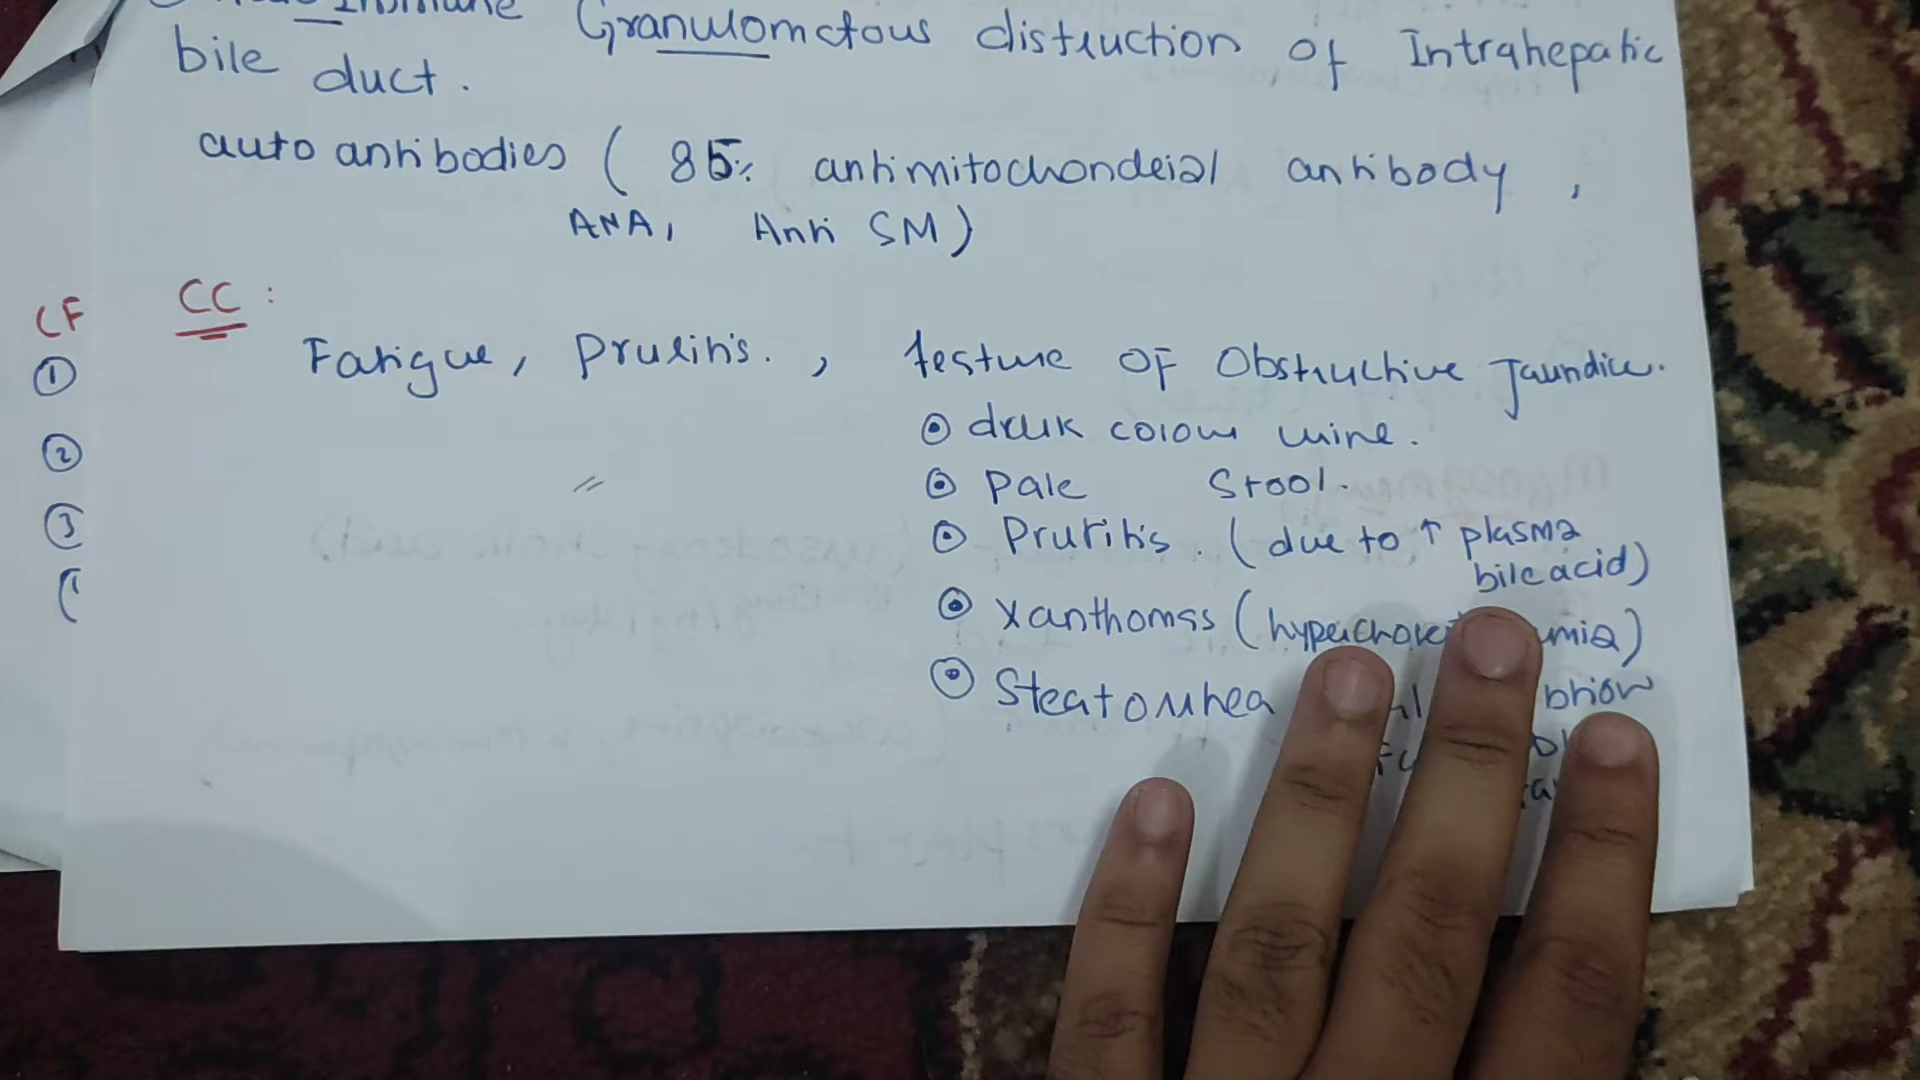 Granulomatous distruction of Intrahepatic
bile duct.
auto antibodies ( 85% antimitochondrial antibody ,
ANA, Anti SM)
CC :
Fatigue, Pruritis. , feature OF Obstructive Jaundice.
dark colour urine.
Pale Stool.
Pruritis. (due to ↑ plasma
bile acid)
Xanthomas
Steatorrhea
CF
①
②
③